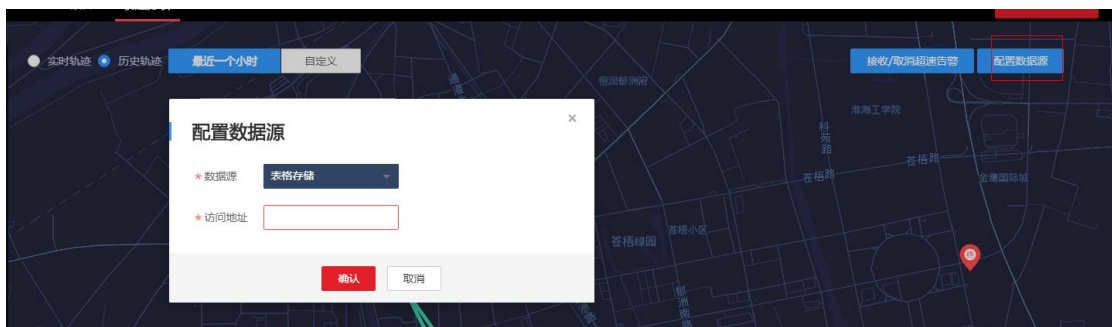 实时轨迹 历史轨迹 最近一个小时 自定义 接收/取消超速告警 配置数据源
恒润郁洲府
淮海工学院
科苑路
苍梧路
苍梧路
金鹰国际城
配置数据源
×
* 数据源 表格存储
* 访问地址
苍梧小区
苍梧绿园
终
确认 取消
郁洲南路